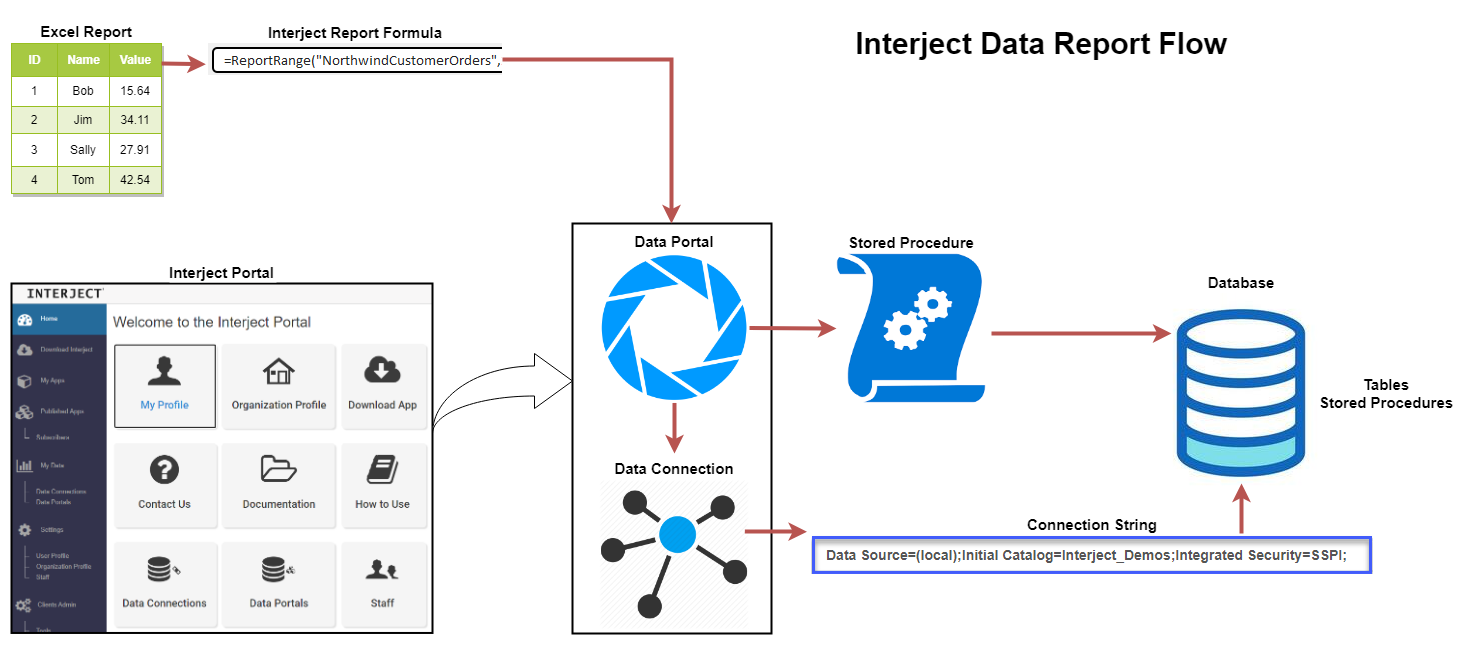 Interject Data Report Flow
Excel Report
ID Name Value
1 Bob 15.64
2 Jim 34.11
3 Sally 27.91
4 Tom 42.54
Interject Report Formula
=ReportRange("NorthwindCustomerOrders",
Interject Portal
INTERJECT
Home
Download Interject
My Apps
Published Apps
Subscribers
My Data
Data Connections
Data Portals
Settings
User Profile
Organization Profile
Staff
Clients Admin
Tools
Welcome to the Interject Portal
My Profile
Organization Profile
Download App
Contact Us
Documentation
How to Use
Data Connections
Data Portals
Staff
Data Portal
Data Connection
Stored Procedure
Database
Tables
Stored Procedures
Connection String
Data Source=(local);Initial Catalog=Interject_Demos;Integrated Security=SSPI;